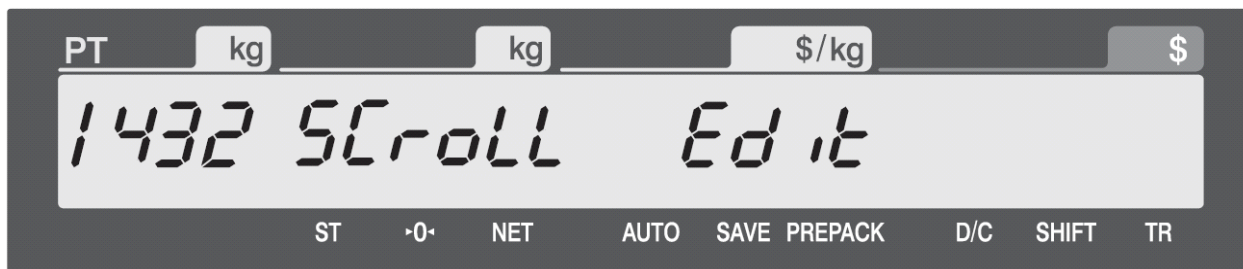 PT kg kg $/kg $
1432 SCroLL Edit
ST ▸0◂ NET AUTO SAVE PREPACK D/C SHIFT TR